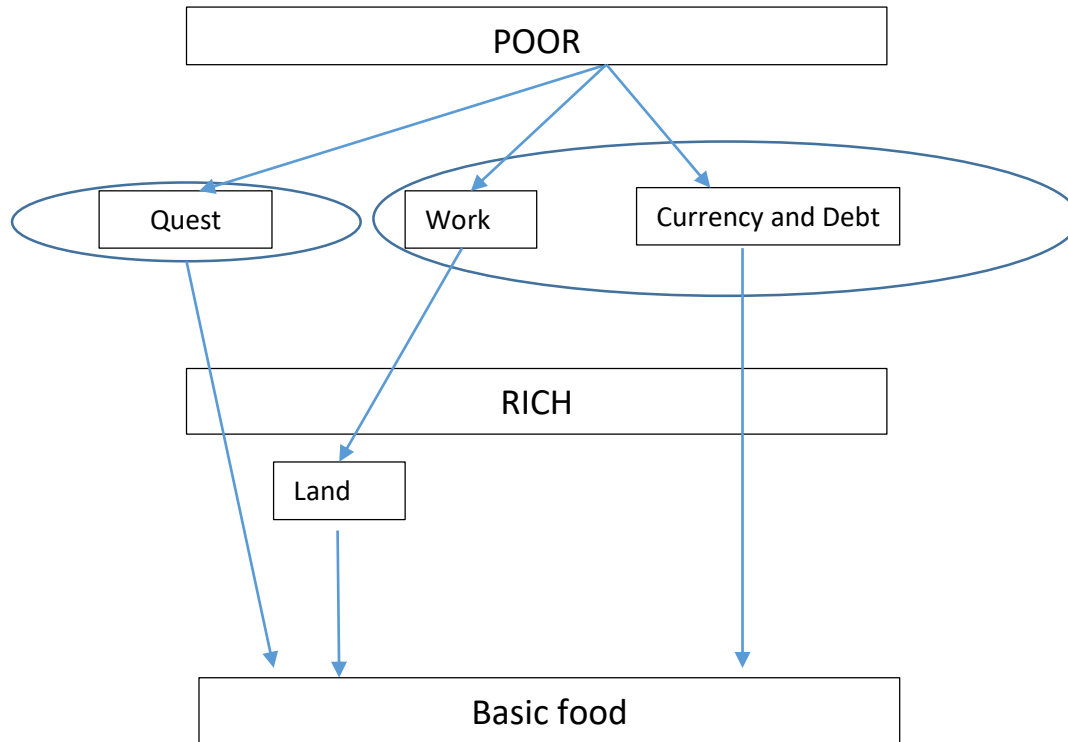 POOR
Quest
Work
Currency and Debt
RICH
Land
Basic food